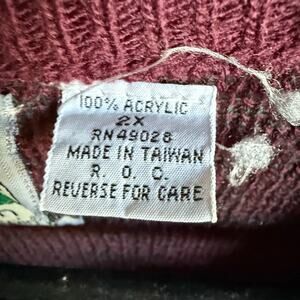 100% ACRYLIC
2X
RN49028
MADE IN TAIWAN
R. O. C.
REVERSE FOR CARE